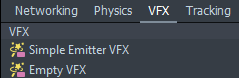 Networking Physics VFX Tracking
VFX
Simple Emitter VFX
Empty VFX